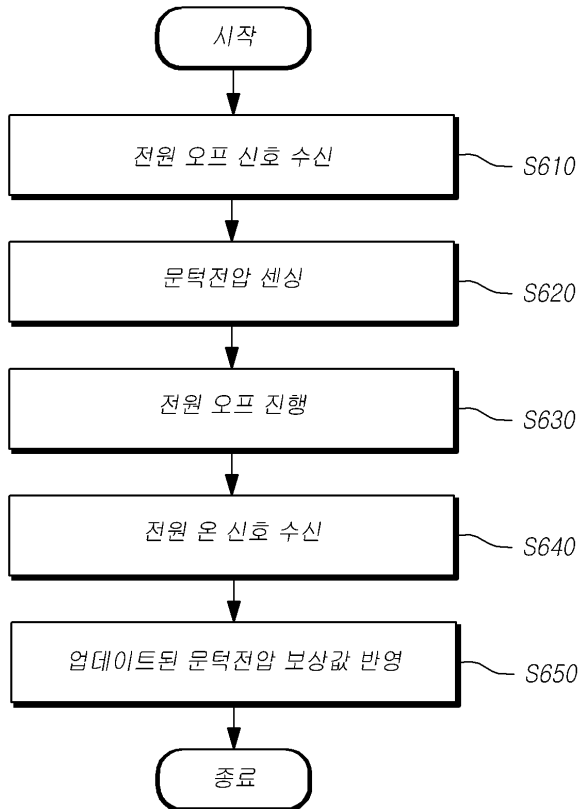 시작
전원 오프 신호 수신
S610
문턱전압 센싱
S620
전원 오프 진행
S630
전원 온 신호 수신
S640
업데이트된 문턱전압 보상값 반영
S650
종료